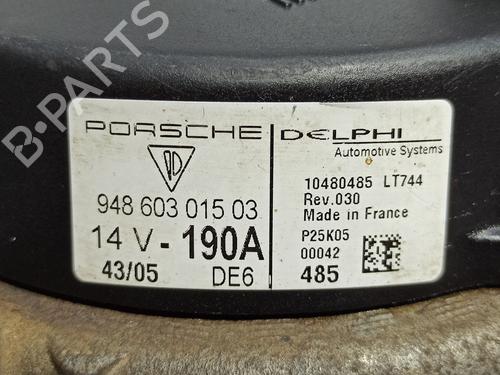 PORSCHE
948 603 015 03
14 V - 190A
43/05 DE6
DELPHI
Automotive Systems
10480485 LT744
Rev.030
Made in France
P25K05
00042
485
B-PARTS